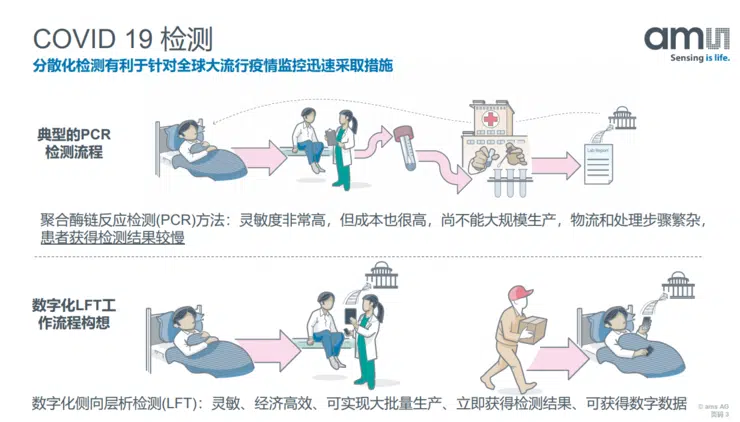 COVID 19 检测
分散化检测有利于针对全球大流行疫情监控迅速采取措施
amu
Sensing is life.
典型的PCR
检测流程
Lab Report
聚合酶链反应检测(PCR)方法：灵敏度非常高，但成本也很高，尚不能大规模生产，物流和处理步骤繁杂，
患者获得检测结果较慢
数字化LFT工
作流程构想
数字化侧向层析检测(LFT)：灵敏、经济高效、可实现大批量生产、立即获得检测结果、可获得数字数据
© ams AG
页码 3